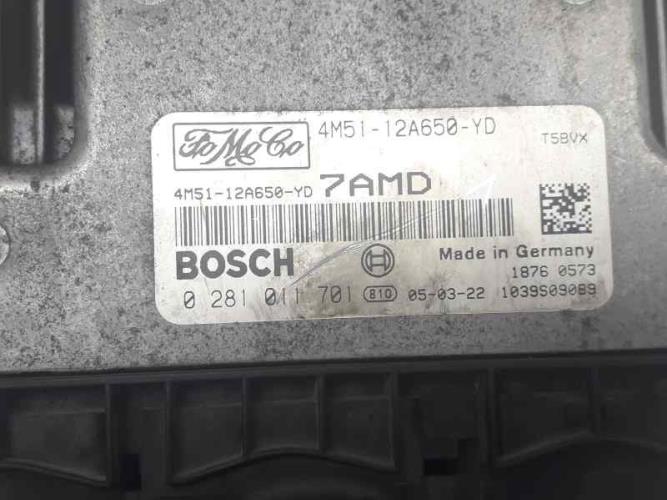 FoMoCo 4M51-12A650-YD T5BVX
4M51-12A650-YD 7AMD
BOSCH Made in Germany
1876 0573
0 281 011 701 810 05-03-22 1039S09089